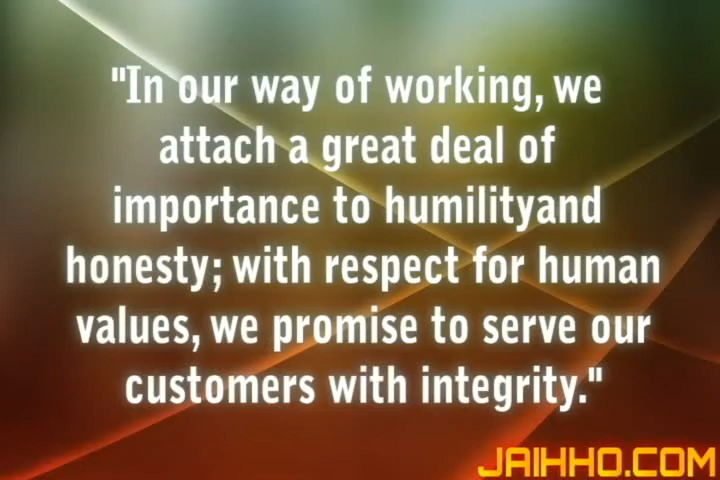 "In our way of working, we
attach a great deal of
importance to humilityand
honesty; with respect for human
values, we promise to serve our
customers with integrity."
JAIHHO.COM